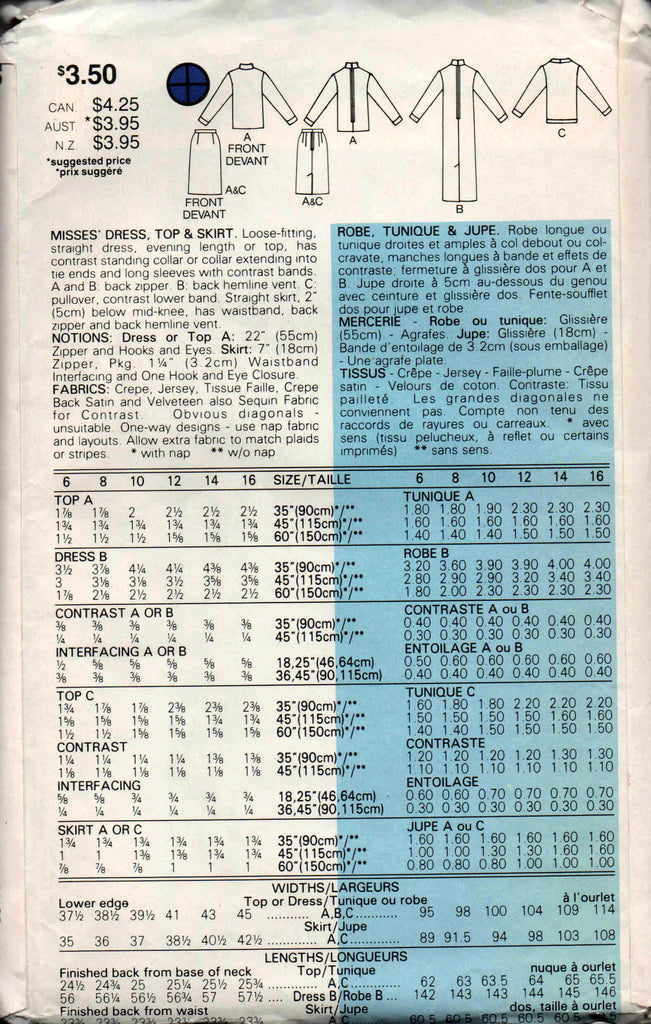 $3.50
CAN. $4.25
AUST. *$3.95
N.Z. $3.95
*suggested price
*prix suggéré
A
FRONT
DEVANT
A
B
C
FRONT
DEVANT
A&C
A&C
MISSES' DRESS, TOP & SKIRT. Loose-fitting,
straight dress, evening length or top, has
contrast standing collar or collar extending into
tie ends and long sleeves with contrast bands.
A and B: back zipper. B: back hemline vent. C:
pullover, contrast lower band. Straight skirt, 2"
(5cm) below mid-knee, has waistband, back
zipper and back hemline vent.
NOTIONS: Dress or Top A: 22" (55cm)
Zipper and Hooks and Eyes. Skirt: 7" (18cm)
Zipper, Pkg. 1¼" (3.2cm) Waistband
Interfacing and One Hook and Eye Closure.
FABRICS: Crepe, Jersey, Tissue Faille, Crepe
Back Satin and Velveteen also Sequin Fabric
for Contrast. Obvious diagonals -
unsuitable. One-way designs - use nap fabric
and layouts. Allow extra fabric to match plaids
or stripes. * with nap ** w/o nap
ROBE, TUNIQUE & JUPE. Robe longue ou
tunique droites et amples à col debout ou col-
cravate, manches longues à bande et effets de
contraste: fermeture à glissière dos pour A et
B. Jupe droite à 5cm au-dessous du genou
avec ceinture et glissière dos. Fente-soufflet
dos pour jupe et robe.
MERCERIE - Robe ou tunique: Glissière
(55cm) - Agrafes. Jupe: Glissière (18cm) -
Bande d'entoilage de 3.2cm (sous emballage)
- Une agrafe plate.
TISSUS - Crêpe - Jersey - Faille-plume - Crêpe
satin - Velours de coton. Contraste: Tissu
pailleté. Les grandes diagonales ne
conviennent pas. Compte non tenu des
raccords de rayures ou carreaux. * avec
sens (tissu pelucheux, à reflet ou certains
imprimés) ** sans sens.
6 8 10 12 14 16 SIZE/TAILLE 6 8 10 12 14 16
TOP A TUNIQUE A
1⅞ 1⅞ 2 2½ 2½ 2½ 35"(90cm)*/** 1.80 1.80 1.90 2.30 2.30 2.30
1¾ 1¾ 1¾ 1¾ 1¾ 1¾ 45"(115cm)*/** 1.60 1.60 1.60 1.60 1.60 1.60
1½ 1½ 1½ 1⅝ 1⅝ 1⅝ 60"(150cm)*/** 1.40 1.40 1.40 1.50 1.50 1.50
DRESS B ROBE B
3½ 3⅞ 4¼ 4¼ 4⅜ 4⅜ 35"(90cm)*/** 3.20 3.60 3.90 3.90 4.00 4.00
3 3⅛ 3⅛ 3½ 3⅝ 3⅝ 45"(115cm)*/** 2.80 2.90 2.90 3.20 3.40 3.40
1⅞ 2⅛ 2½ 2½ 2½ 2½ 60"(150cm)*/** 1.80 2.00 2.30 2.30 2.30 2.30
CONTRAST A OR B CONTRASTE A ou B
⅜ ⅜ ⅜ ⅜ ⅜ ⅜ 35"(90cm)*/** 0.40 0.40 0.40 0.40 0.40 0.40
¼ ¼ ¼ ¼ ¼ ¼ 45"(115cm)*/** 0.30 0.30 0.30 0.30 0.30 0.30
INTERFACING A OR B ENTOILAGE A ou B
½ ⅝ ⅝ ⅝ ⅝ ⅝ 18,25"(46,64cm) 0.50 0.60 0.60 0.60 0.60 0.60
⅜ ⅜ ⅜ ⅜ ⅜ ⅜ 36,45"(90,115cm) 0.40 0.40 0.40 0.40 0.40 0.40
TOP C TUNIQUE C
1¾ 1⅞ 1⅞ 2⅜ 2⅜ 2⅜ 35"(90cm)*/** 1.60 1.80 1.80 2.20 2.20 2.20
1⅝ 1⅝ 1⅝ 1⅝ 1¾ 1¾ 45"(115cm)*/** 1.50 1.50 1.50 1.50 1.60 1.60
1½ 1½ 1⅝ 1⅝ 1⅝ 1⅝ 60"(150cm)*/** 1.40 1.40 1.50 1.50 1.50 1.50
CONTRAST CONTRASTE
1¼ 1¼ 1¼ 1¼ 1⅜ 1⅜ 35"(90cm)*/** 1.20 1.20 1.20 1.20 1.30 1.30
1⅛ 1⅛ 1⅛ 1⅛ 1⅛ 1⅛ 45"(115cm)*/** 1.10 1.10 1.10 1.10 1.10 1.10
INTERFACING ENTOILAGE
⅝ ⅝ ¾ ¾ ¾ ¾ 18,25"(46,64cm) 0.60 0.60 0.70 0.70 0.70 0.70
¼ ¼ ¼ ¼ ¼ ¼ 36,45"(90,115cm) 0.30 0.30 0.30 0.30 0.30 0.30
SKIRT A OR C JUPE A ou C
1¾ 1¾ 1¾ 1¾ 1¾ 1¾ 35"(90cm)*/** 1.60 1.60 1.60 1.60 1.60 1.60
1 1 1⅜ 1⅜ 1¾ 1¾ 45"(115cm)*/** 1.00 1.00 1.30 1.30 1.60 1.60
⅞ ⅞ ⅞ 1 1 1 60"(150cm)*/** 0.80 0.80 0.80 1.00 1.00 1.00
WIDTHS/LARGEURS
Lower edge Top or Dress/Tunique ou robe à l'ourlet
37½ 38½ 39½ 41 43 45 ........... A,B,C........... 95 98 100 104 109 114
Skirt/Jupe
35 36 37 38½ 40½ 42½ ............. A,C............. 89 91.5 94 98 103 108
LENGTHS/LONGUEURS
Finished back from base of neck Top/Tunique nuque à ourlet
24½ 24¾ 25 25¼ 25½ 25¾ ............. A,C............. 62 63 63.5 64 65 65.5
56 56¼ 56½ 56¾ 57 57½ .... Dress B/Robe B ... 142 143 143 144 145 146
Finished back from waist Skirt/Jupe dos, taille à ourlet
A,C 60.5 60.5 60.5 60.5 60.5 60.5